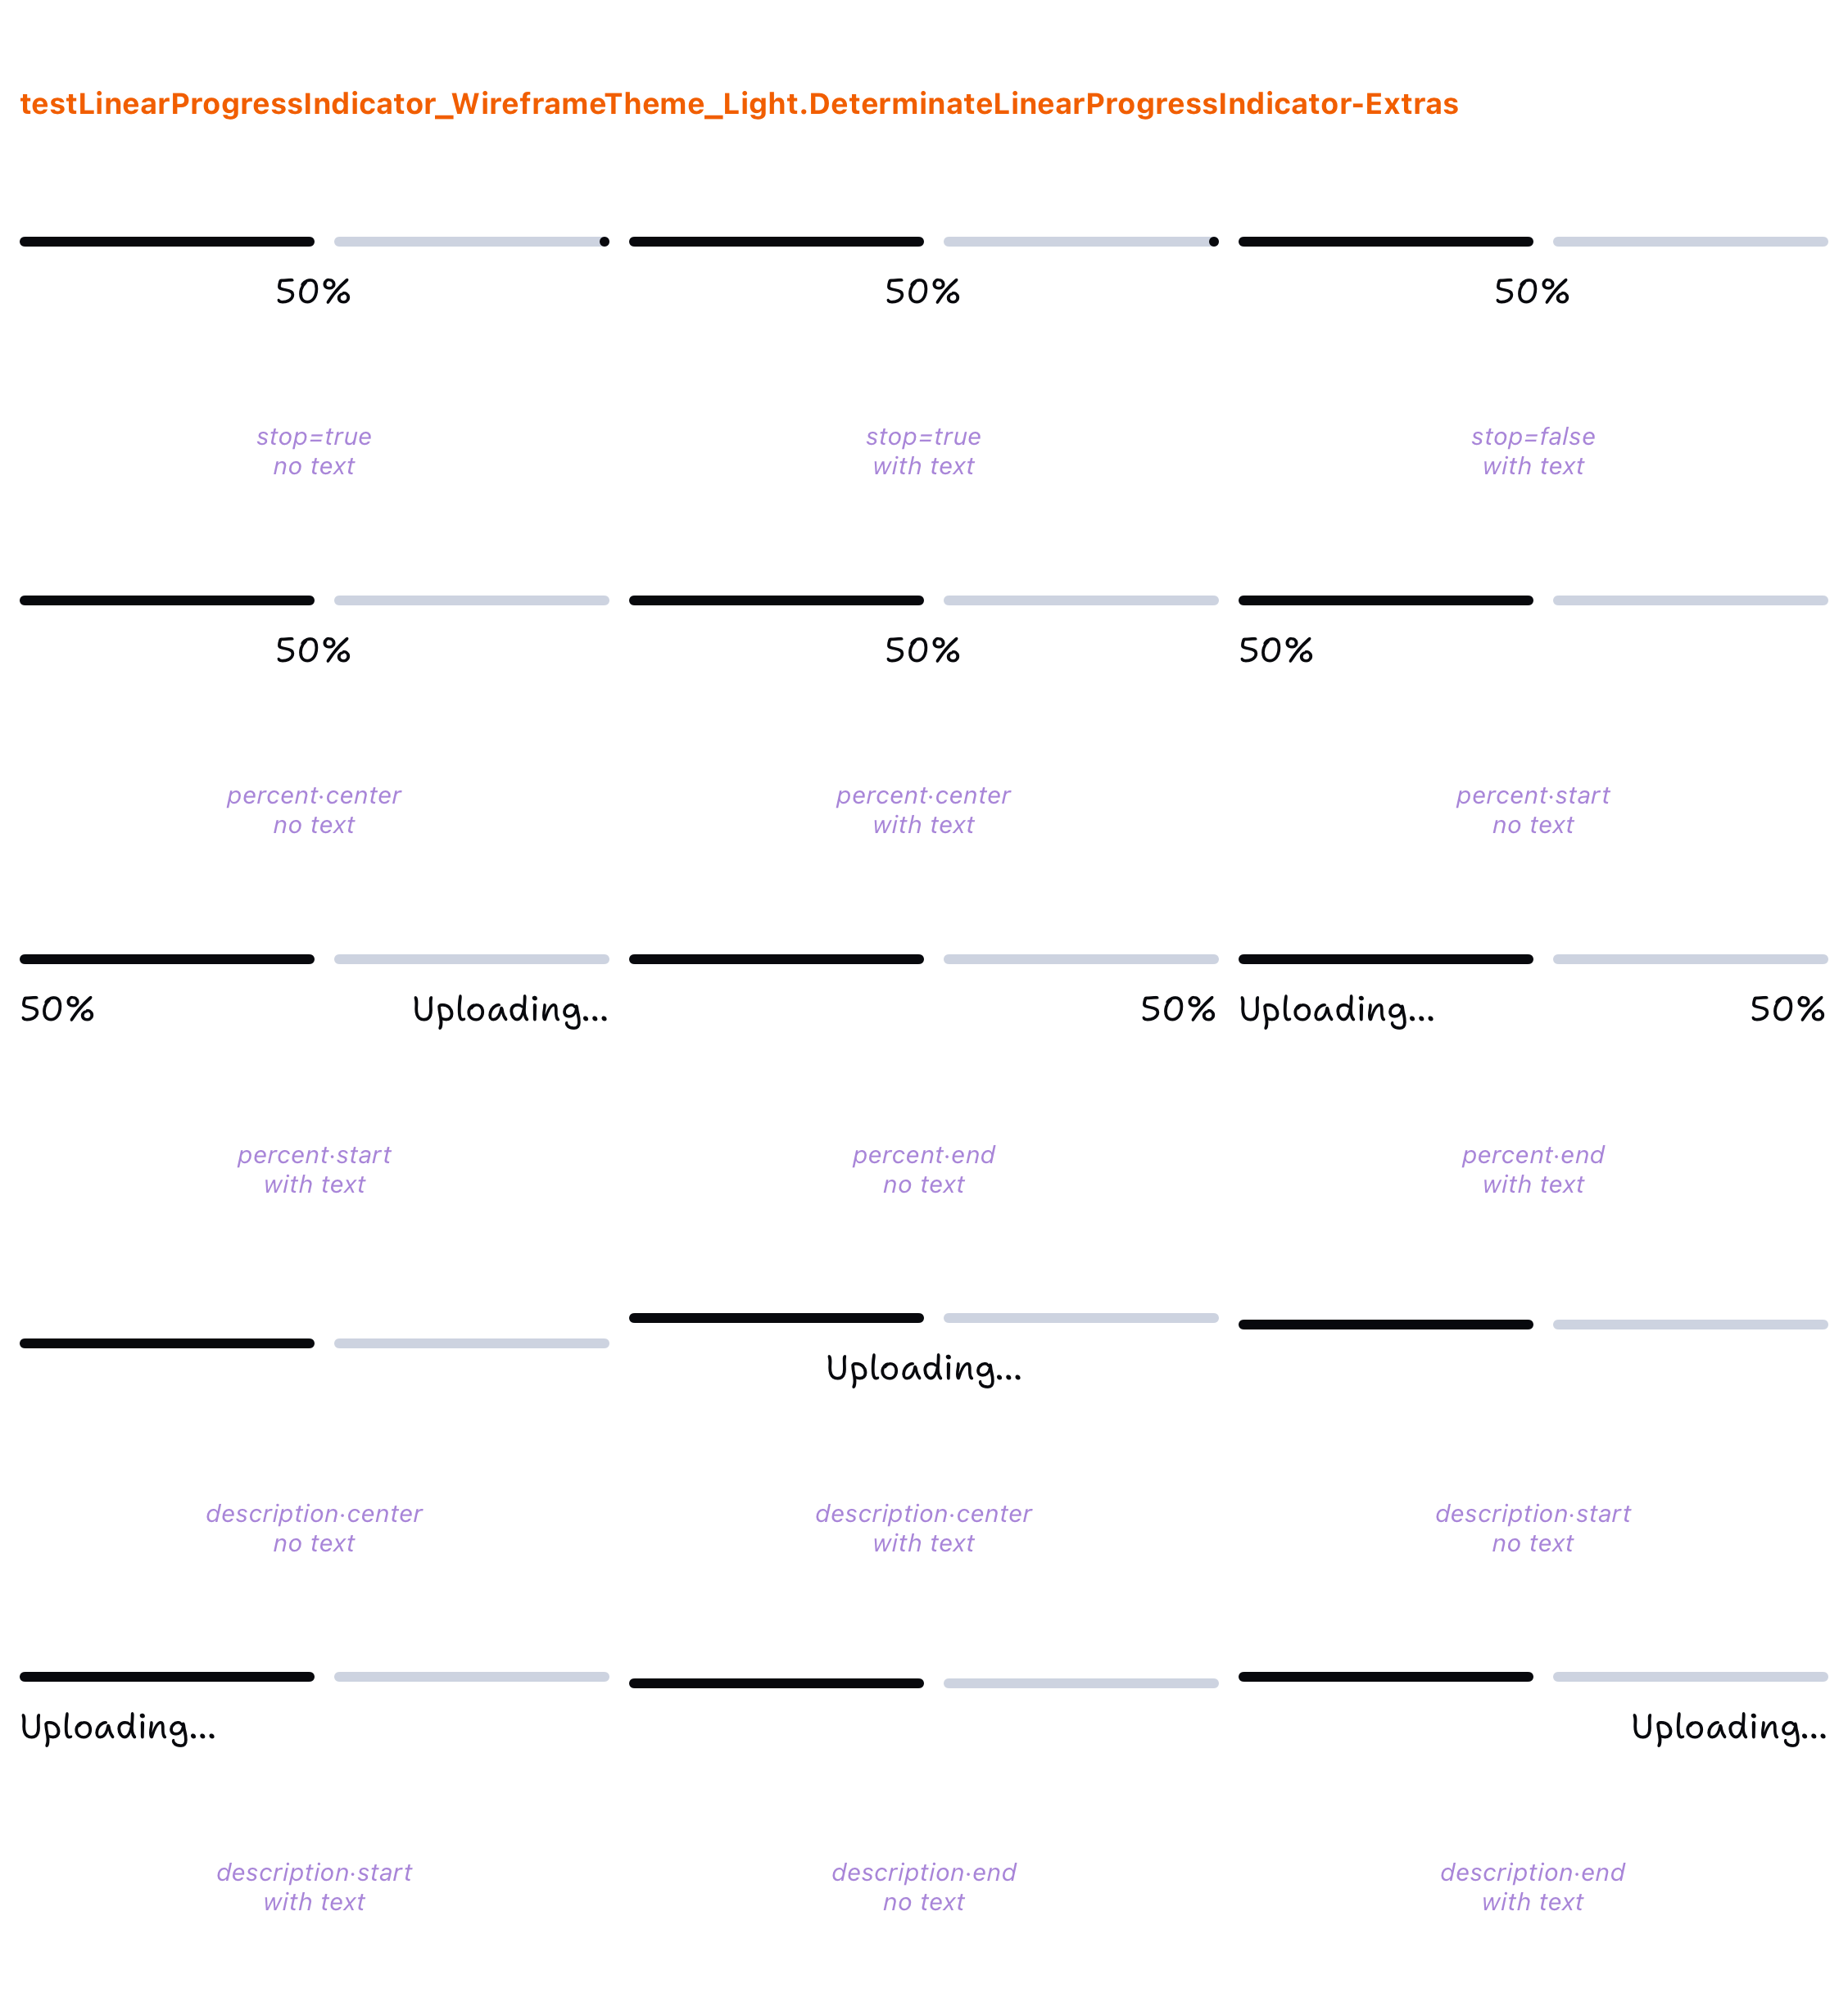 testLinearProgressIndicator_WireframeTheme_Light.DeterminateLinearProgressIndicator-Extras
50%
50%
50%
stop=true
no text
stop=true
with text
stop=false
with text
50%
50%
50%
percent·center
no text
percent·center
with text
percent·start
no text
50%
Uploading...
50%
Uploading...
50%
percent·start
with text
percent·end
no text
percent·end
with text
Uploading...
description·center
no text
description·center
with text
description·start
no text
Uploading...
Uploading...
description·start
with text
description·end
no text
description·end
with text